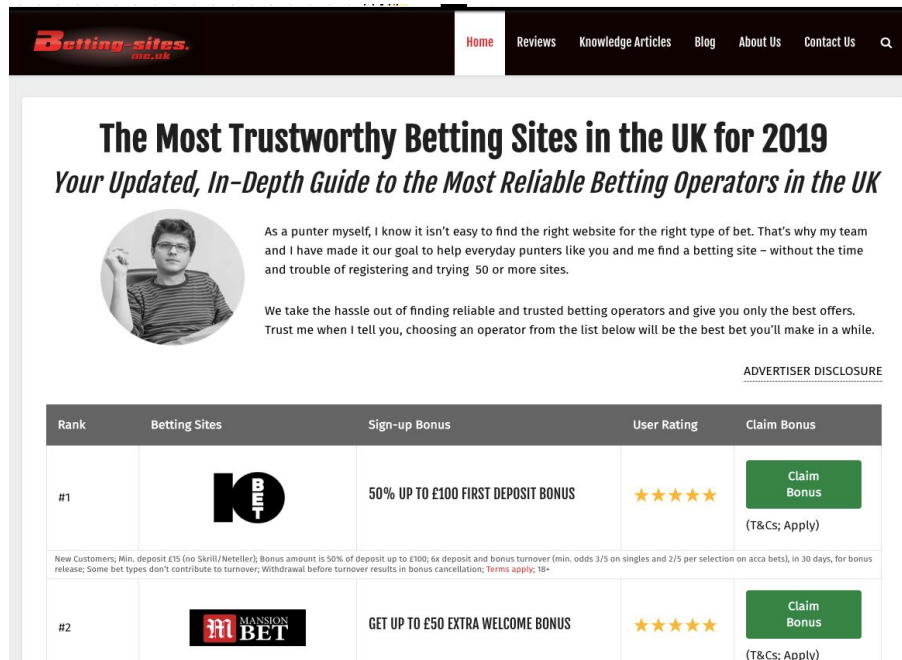 Betting-sites.
me.uk
Home Reviews Knowledge Articles Blog About Us Contact Us
The Most Trustworthy Betting Sites in the UK for 2019
Your Updated, In-Depth Guide to the Most Reliable Betting Operators in the UK
As a punter myself, I know it isn't easy to find the right website for the right type of bet. That's why my team
and I have made it our goal to help everyday punters like you and me find a betting site – without the time
and trouble of registering and trying 50 or more sites.
We take the hassle out of finding reliable and trusted betting operators and give you only the best offers.
Trust me when I tell you, choosing an operator from the list below will be the best bet you'll make in a while.
ADVERTISER DISCLOSURE
Rank Betting Sites Sign-up Bonus User Rating Claim Bonus
#1 10 BET 50% UP TO £100 FIRST DEPOSIT BONUS Claim
Bonus
(T&Cs; Apply)
New Customers; Min. deposit £15 (no Skrill/Neteller); Bonus amount is 50% of deposit up to £100; 6x deposit and bonus turnover (min. odds 3/5 on singles and 2/5 per selection on acca bets), in 30 days, for bonus
release; Some bet types don't contribute to turnover; Withdrawal before turnover results in bonus cancellation; Terms apply; 18+
#2 M MANSION BET GET UP TO £50 EXTRA WELCOME BONUS Claim
Bonus
(T&Cs; Apply)